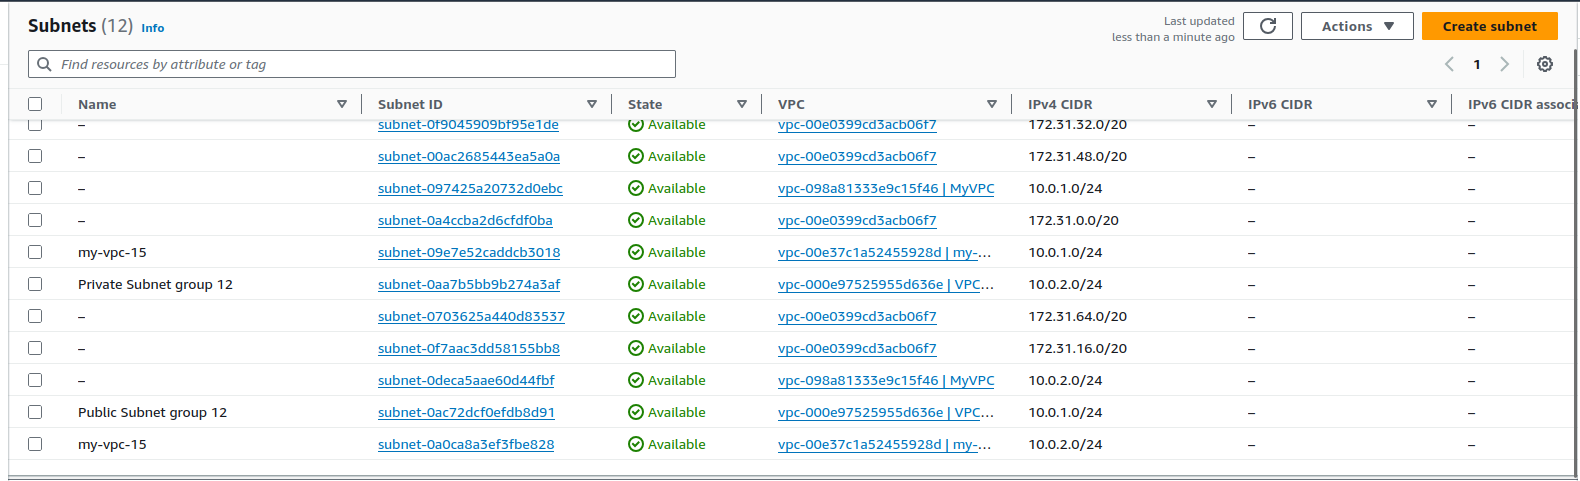 Subnets (12) Info
Last updated
less than a minute ago
Actions
Create subnet
Find resources by attribute or tag
1
Name Subnet ID State VPC IPv4 CIDR IPv6 CIDR IPv6 CIDR associ
– subnet-0f9045909bf95e1de Available vpc-00e0399cd3acb06f7 172.31.32.0/20 – –
– subnet-00ac2685443ea5a0a Available vpc-00e0399cd3acb06f7 172.31.48.0/20 – –
– subnet-097425a20732d0ebc Available vpc-098a81333e9c15f46 | MyVPC 10.0.1.0/24 – –
– subnet-0a4ccba2d6cfdf0ba Available vpc-00e0399cd3acb06f7 172.31.0.0/20 – –
my-vpc-15 subnet-09e7e52caddcb3018 Available vpc-00e37c1a52455928d | my-… 10.0.1.0/24 – –
Private Subnet group 12 subnet-0aa7b5bb9b274a3af Available vpc-000e97525955d636e | VPC… 10.0.2.0/24 – –
– subnet-0703625a440d83537 Available vpc-00e0399cd3acb06f7 172.31.64.0/20 – –
– subnet-0f7aac3dd58155bb8 Available vpc-00e0399cd3acb06f7 172.31.16.0/20 – –
– subnet-0deca5aae60d44fbf Available vpc-098a81333e9c15f46 | MyVPC 10.0.2.0/24 – –
Public Subnet group 12 subnet-0ac72dcf0efdb8d91 Available vpc-000e97525955d636e | VPC… 10.0.1.0/24 – –
my-vpc-15 subnet-0a0ca8a3ef3fbe828 Available vpc-00e37c1a52455928d | my-… 10.0.2.0/24 – –